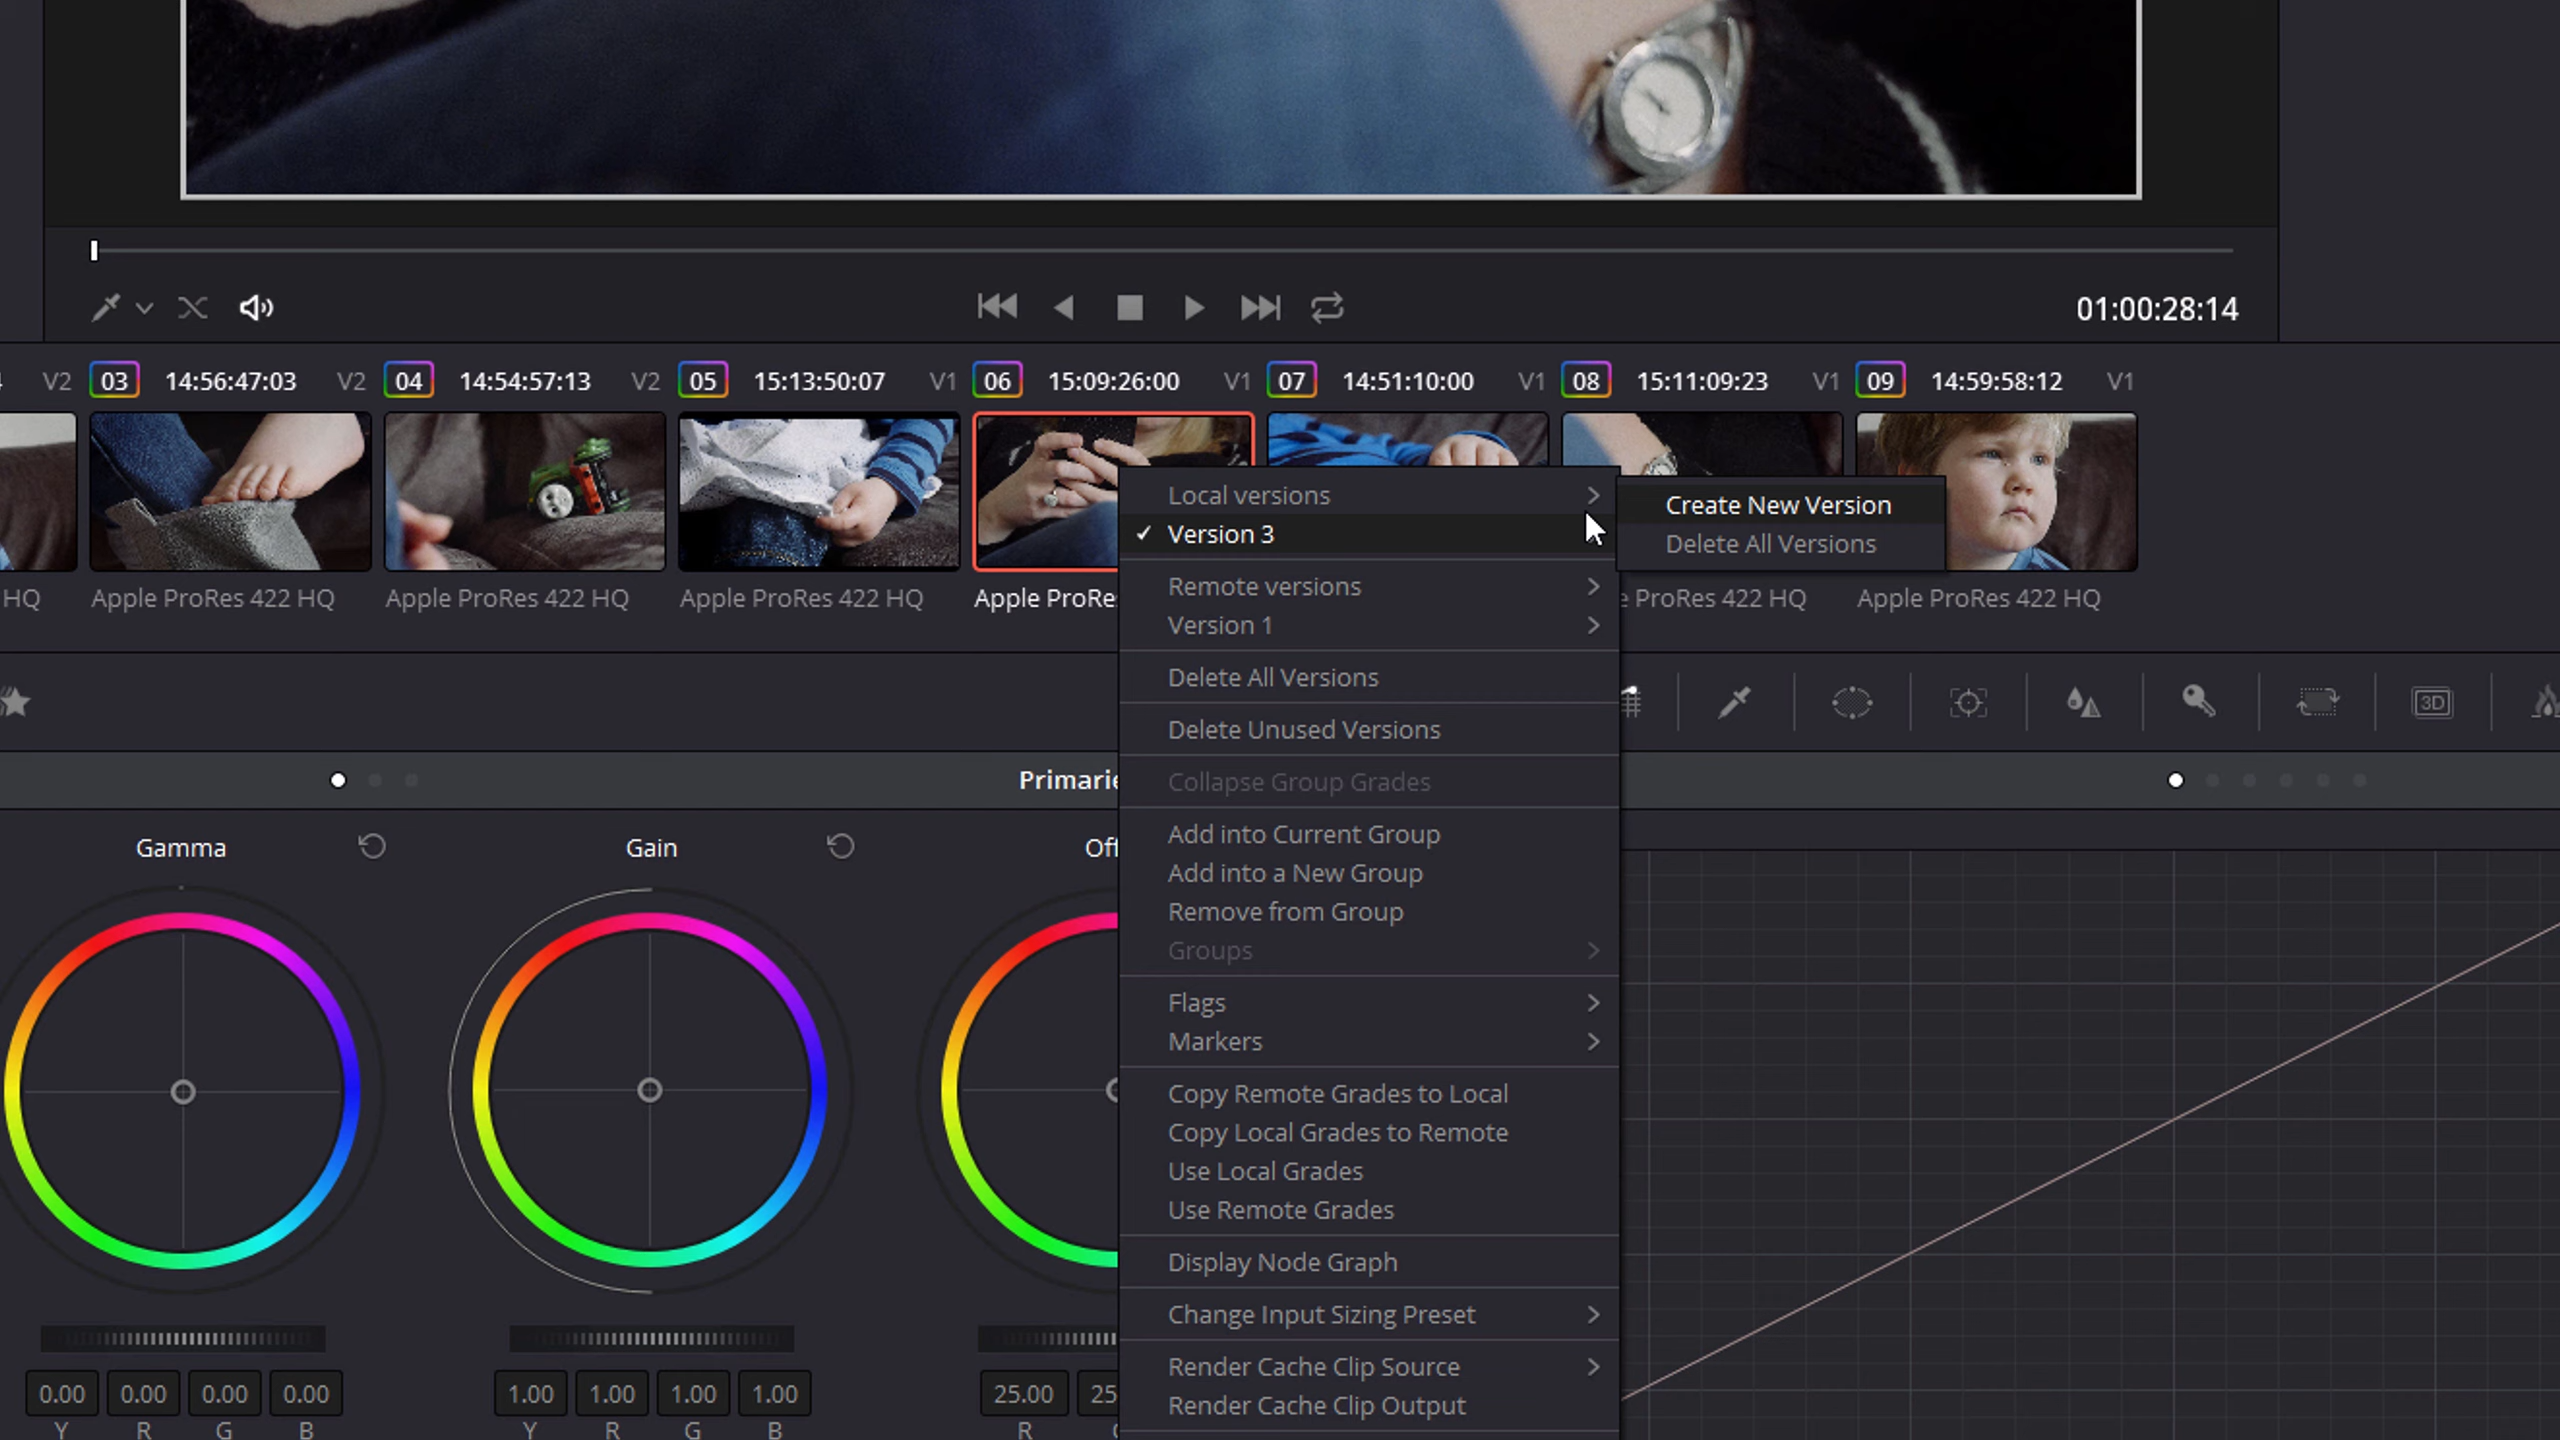 01:00:28:14
V2 03 14:56:47:03 V2 04 14:54:57:13 V2 05 15:13:50:07 V1 06 15:09:26:00 V1 07 14:51:10:00 V1 08 15:11:09:23 V1 09 14:59:58:12 V1
HQ Apple ProRes 422 HQ Apple ProRes 422 HQ Apple ProRes 422 HQ Apple ProRes ProRes 422 HQ Apple ProRes 422 HQ
Local versions
✓ Version 3
Create New Version
Delete All Versions
Remote versions
Version 1
Delete All Versions
Delete Unused Versions
Collapse Group Grades
Add into Current Group
Add into a New Group
Remove from Group
Groups
Flags
Markers
Copy Remote Grades to Local
Copy Local Grades to Remote
Use Local Grades
Use Remote Grades
Display Node Graph
Change Input Sizing Preset
Render Cache Clip Source
Render Cache Clip Output
3D
Primarie
Gamma Gain Off
0.00 0.00 0.00 0.00 1.00 1.00 1.00 1.00 25.00 25
Y R G B Y R G B R